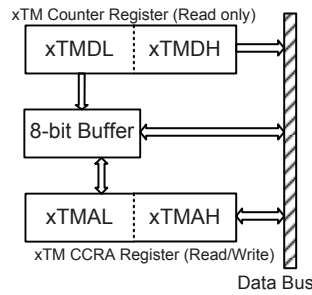 xTM Counter Register (Read only)
xTMDL xTMDH
8-bit Buffer
xTMAL xTMAH
xTM CCRA Register (Read/Write)
Data Bus